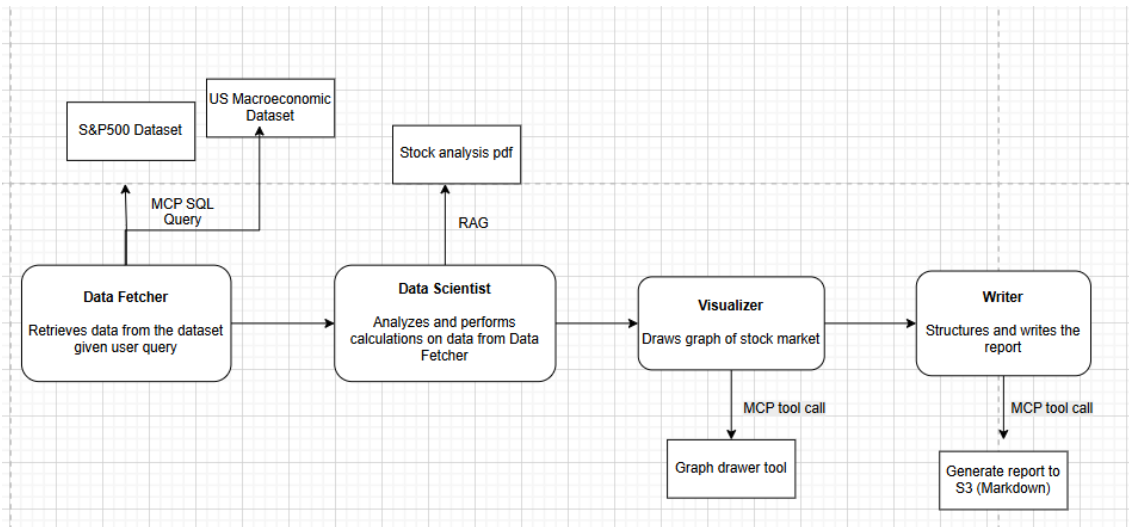 US Macroeconomic
Dataset
S&P500 Dataset
Stock analysis pdf
MCP SQL
Query
RAG
Data Fetcher
Retrieves data from the dataset
given user query
Data Scientist
Analyzes and performs
calculations on data from Data
Fetcher
Visualizer
Draws graph of stock market
Writer
Structures and writes the
report
MCP tool call
MCP tool call
Graph drawer tool
Generate report to
S3 (Markdown)